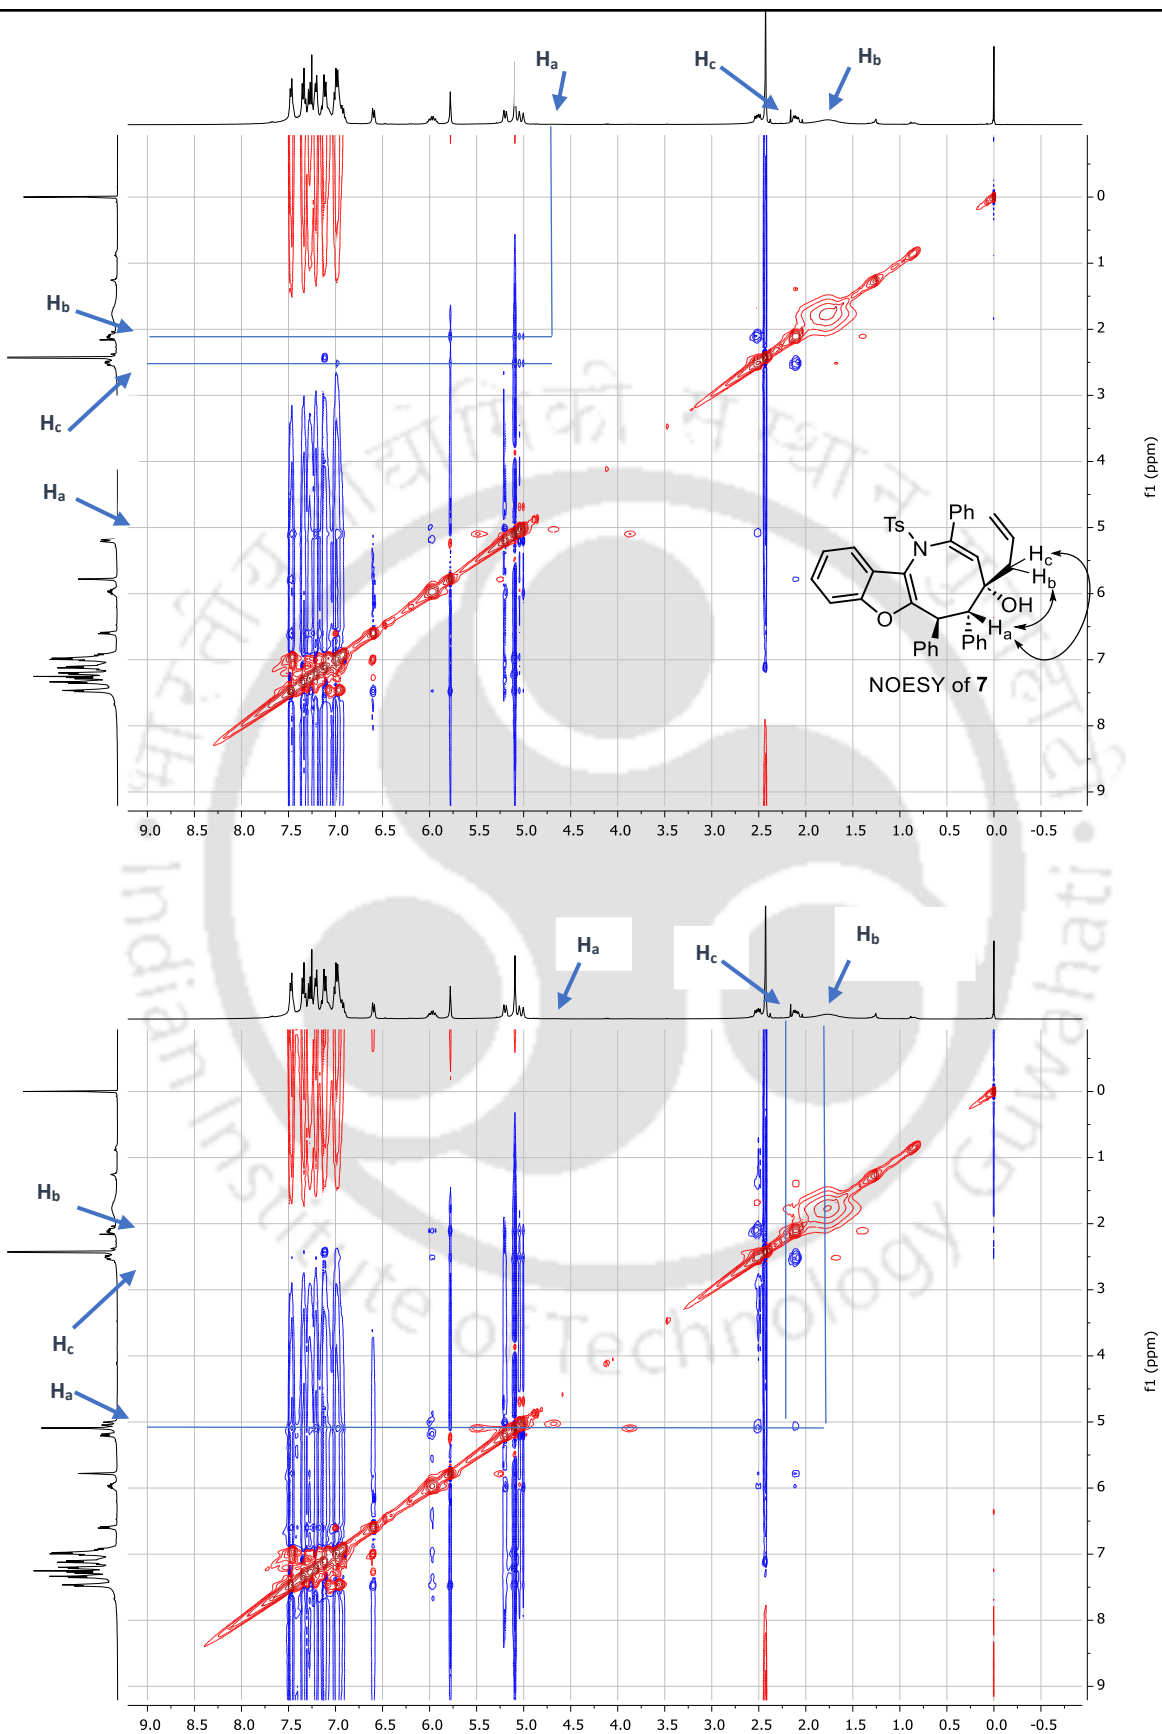 Ha
Hc
Hb
0
1
Hb
2
3
Hc
4
Ha
5
6
7
8
9
f1 (ppm)
Ph
Ts
N
Hc
Hb
OH
O
Ha
Ph
Ph
NOESY of 7
9.0 8.5 7.5 7.0 6.5 6.0 5.5 5.0 4.5 4.0 3.5 3.0 2.5 2.0 1.5 1.0 0.5 0.0 -0.5
Ha
Hc
Hb
0
1
Hb
2
3
Hc
4
Ha
5
6
7
8
9
f1 (ppm)
9.0 8.5 8.0 7.5 7.0 6.5 6.0 5.5 5.0 4.5 4.0 3.5 3.0 2.5 2.0 1.5 1.0 0.5 0.0 -0.5
Indian Institute of Technology Guwahati